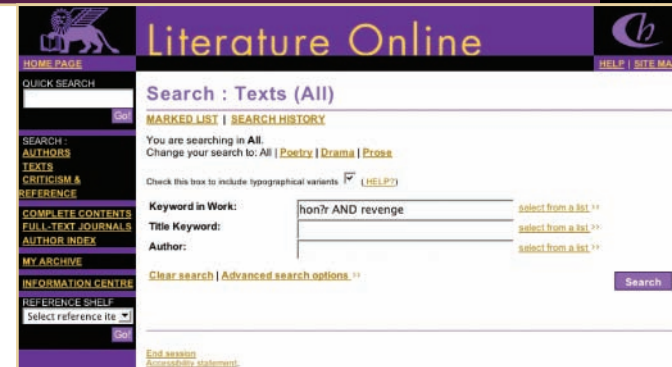 Literature Online
HOME PAGE
HELP | SITE MA
QUICK SEARCH
Go!
SEARCH :
AUTHORS
TEXTS
CRITICISM &
REFERENCE
COMPLETE CONTENTS
FULL-TEXT JOURNALS
AUTHOR INDEX
MY ARCHIVE
INFORMATION CENTRE
REFERENCE SHELF
Select reference ite
Go!
Search : Texts (All)
MARKED LIST | SEARCH HISTORY
You are searching in All.
Change your search to: All | Poetry | Drama | Prose
Check this box to include typographical variants (HELP?)
Keyword in Work: hon?r AND revenge select from a list >>
Title Keyword: select from a list >>
Author: select from a list >>
Clear search | Advanced search options >>
Search
End session
Accessibility statement.